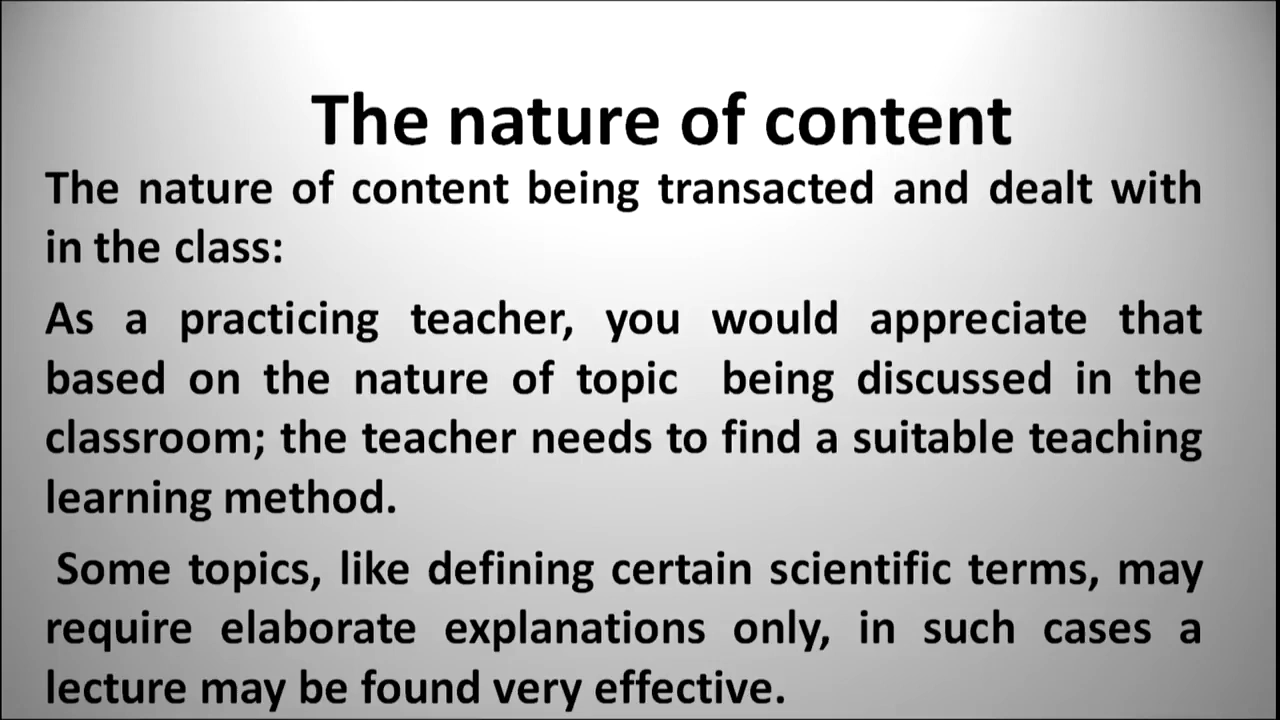 The nature of content
The nature of content being transacted and dealt with
in the class:
As a practicing teacher, you would appreciate that
based on the nature of topic being discussed in the
classroom; the teacher needs to find a suitable teaching
learning method.
Some topics, like defining certain scientific terms, may
require elaborate explanations only, in such cases a
lecture may be found very effective.